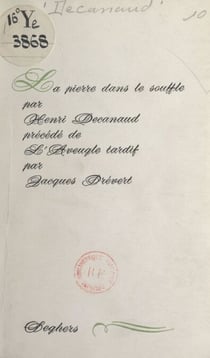 Decanaud
16° Ye
3868
La pierre dans le souffle
par
Henri Decanaud
précédé de
L'Aveugle tardif
par
Jacques Prévert
Seghers